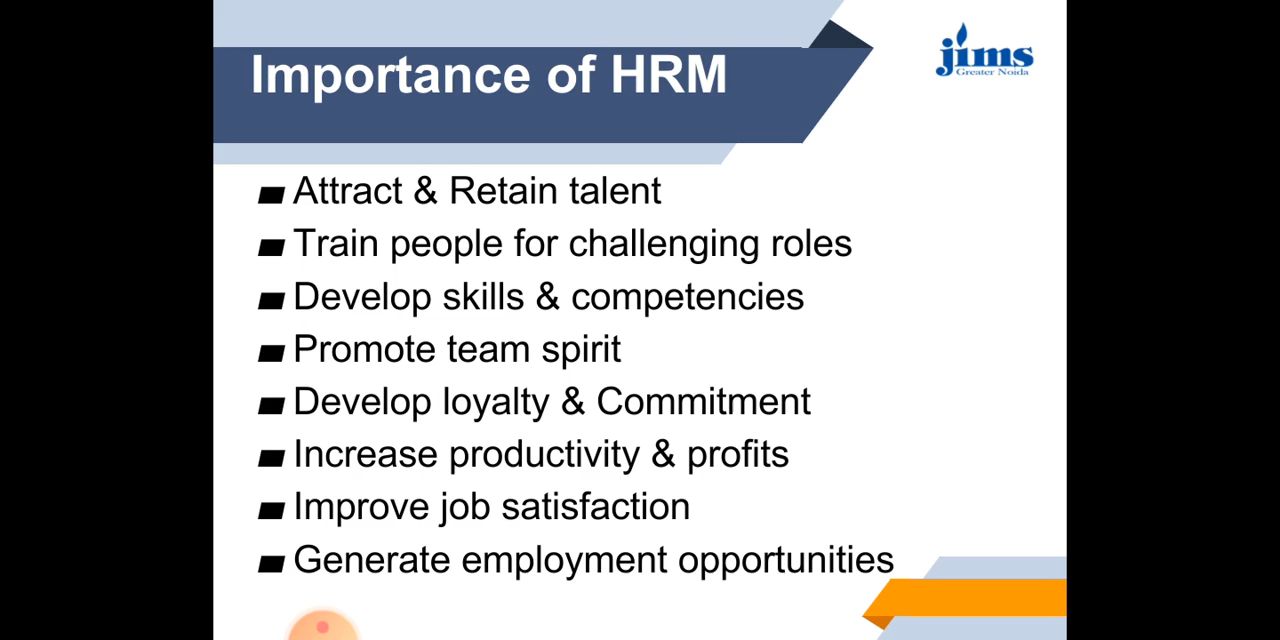 Importance of HRM
jims
Greater Noida
Attract & Retain talent
Train people for challenging roles
Develop skills & competencies
Promote team spirit
Develop loyalty & Commitment
Increase productivity & profits
Improve job satisfaction
Generate employment opportunities